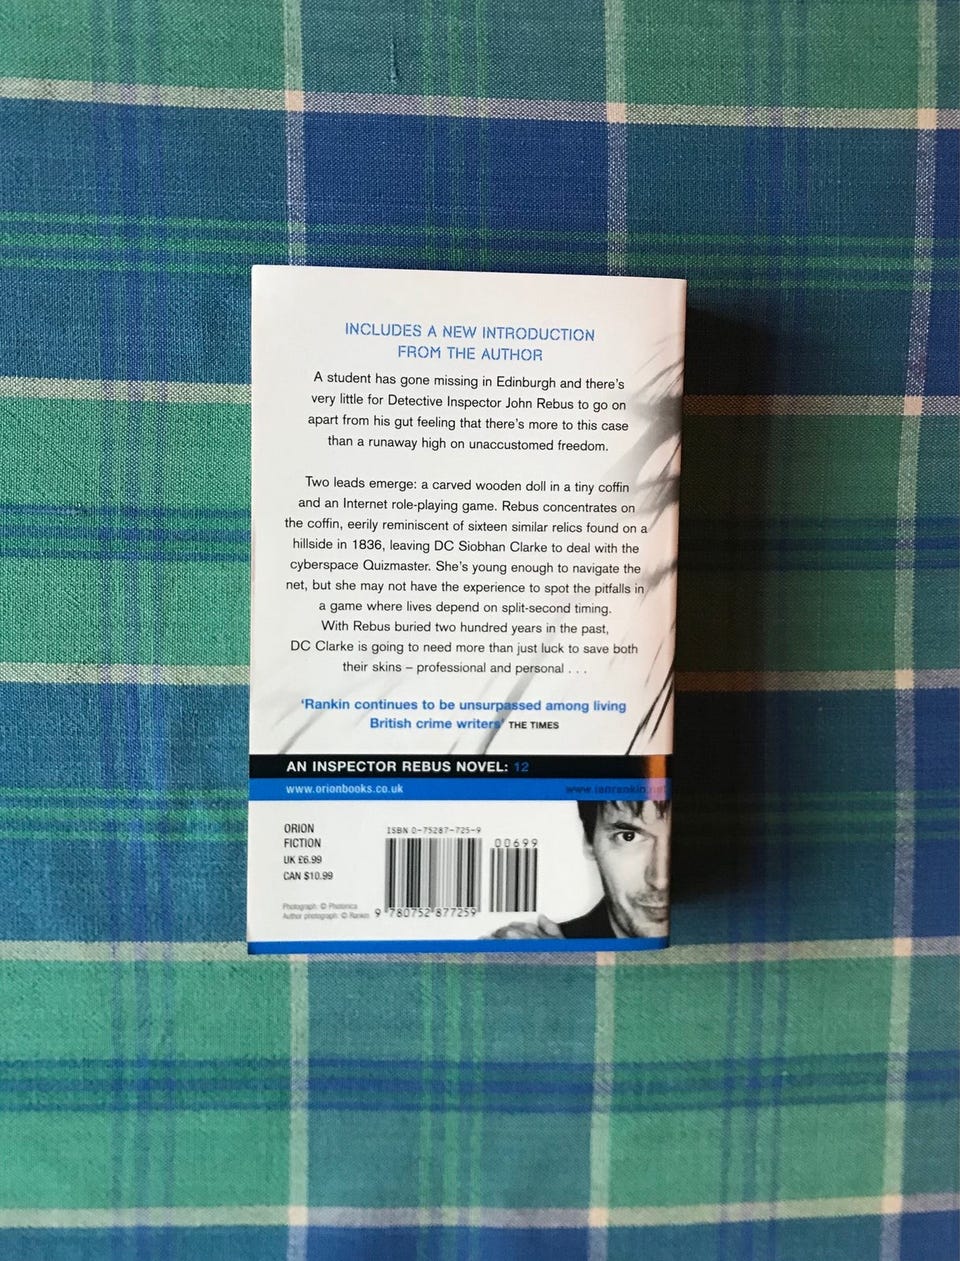 INCLUDES A NEW INTRODUCTION
FROM THE AUTHOR
A student has gone missing in Edinburgh and there's
very little for Detective Inspector John Rebus to go on
apart from his gut feeling that there's more to this case
than a runaway high on unaccustomed freedom.
Two leads emerge: a carved wooden doll in a tiny coffin
and an Internet role-playing game. Rebus concentrates on
the coffin, eerily reminiscent of sixteen similar relics found on a
hillside in 1836, leaving DC Siobhan Clarke to deal with the
cyberspace Quizmaster. She's young enough to navigate the
net, but she may not have the experience to spot the pitfalls in
a game where lives depend on split-second timing.
With Rebus buried two hundred years in the past,
DC Clarke is going to need more than just luck to save both
their skins – professional and personal . . .
'Rankin continues to be unsurpassed among living
British crime writers' THE TIMES
AN INSPECTOR REBUS NOVEL: 12
www.orionbooks.co.uk www.ianrankin.net
ORION
FICTION
UK £6.99
CAN $10.99
Photograph: © Photonica
Author photograph: © Rankin
ISBN 0-75287-725-9
00699
9 780752 877259